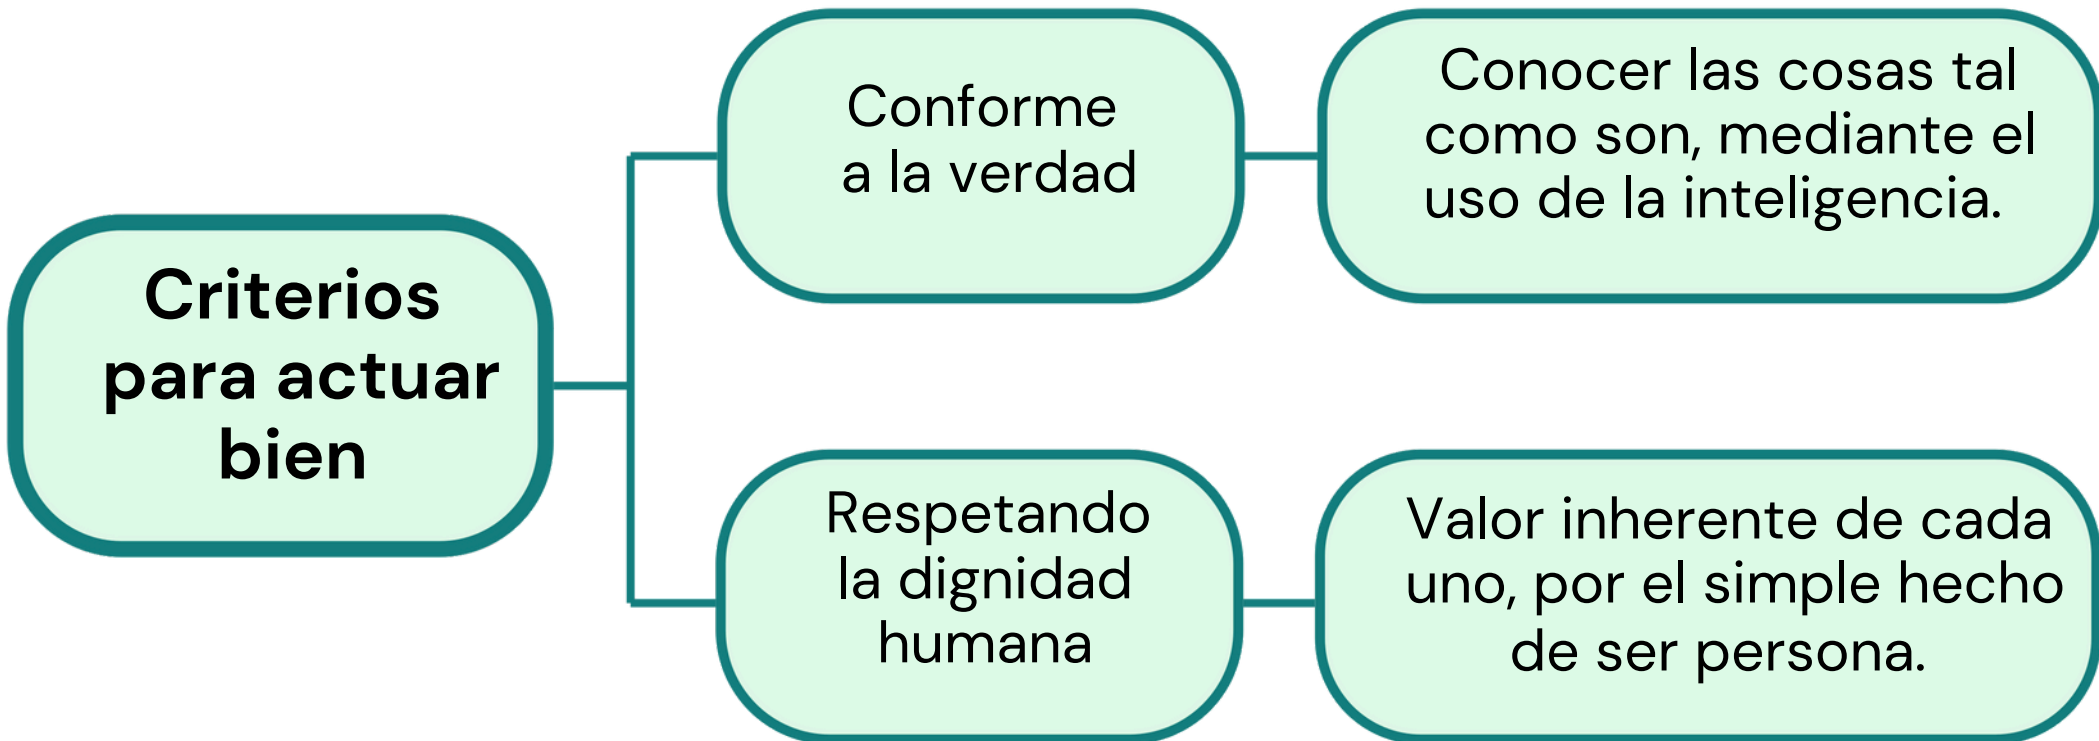 Criterios
para actuar
bien
Conforme
a la verdad
Conocer las cosas tal
como son, mediante el
uso de la inteligencia.
Respetando
la dignidad
humana
Valor inherente de cada
uno, por el simple hecho
de ser persona.